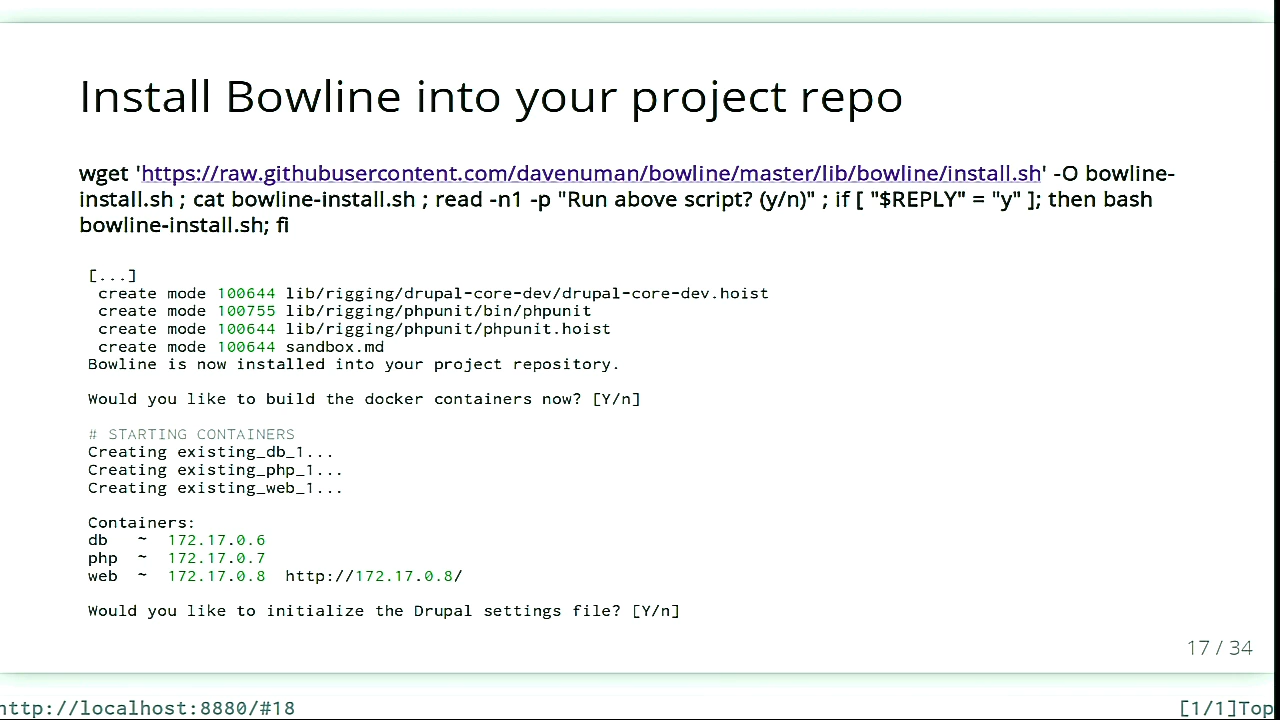 Install Bowline into your project repo
wget 'https://raw.githubusercontent.com/davenuman/bowline/master/lib/bowline/install.sh' -O bowline-
install.sh ; cat bowline-install.sh ; read -n1 -p "Run above script? (y/n)" ; if [ "$REPLY" = "y" ]; then bash
bowline-install.sh; fi
[...]
create mode 100644 lib/rigging/drupal-core-dev/drupal-core-dev.hoist
create mode 100755 lib/rigging/phpunit/bin/phpunit
create mode 100644 lib/rigging/phpunit/phpunit.hoist
create mode 100644 sandbox.md
Bowline is now installed into your project repository.
Would you like to build the docker containers now? [Y/n]
# STARTING CONTAINERS
Creating existing_db_1...
Creating existing_php_1...
Creating existing_web_1...
Containers:
db ~ 172.17.0.6
php ~ 172.17.0.7
web ~ 172.17.0.8 http://172.17.0.8/
Would you like to initialize the Drupal settings file? [Y/n]
17 / 34
http://localhost:8880/#18 [1/1]Top